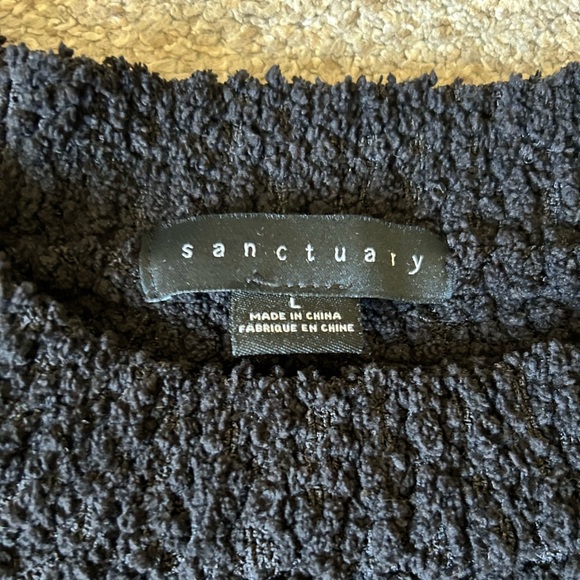 sanctuary
L
MADE IN CHINA
FABRIQUE EN CHINE